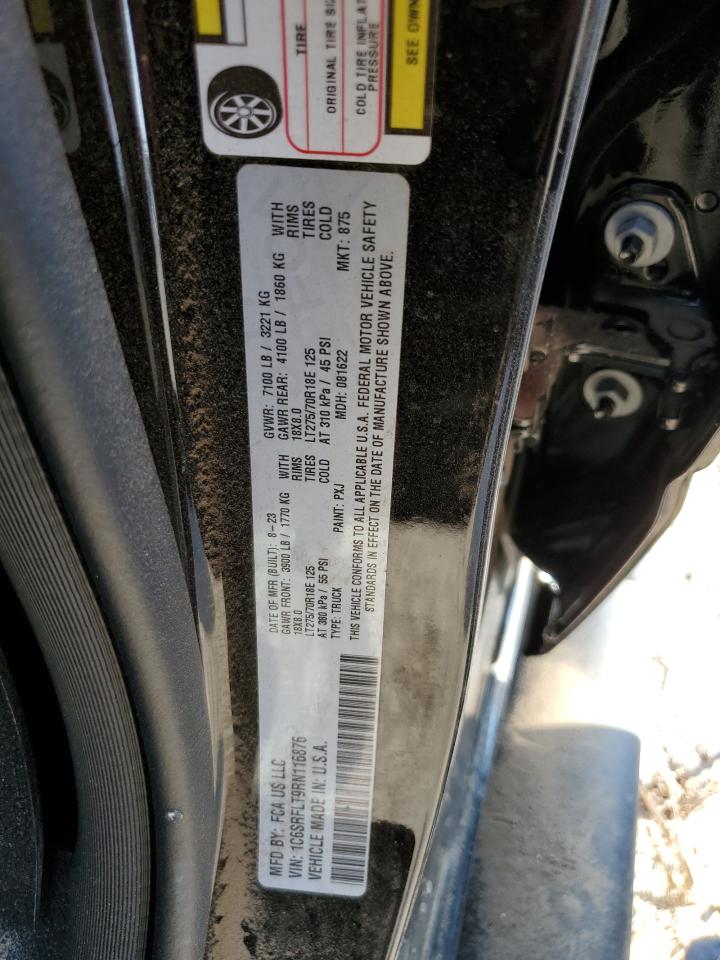 TIRE
ORIGINAL TIRE
COLD TIRE
PRESSURE
SEE
MFD BY: FCA US LLC
DATE OF MFR (BUILT): 8-23
GVWR: 7100 LB / 3221 KG
GAWR FRONT: 3900 LB / 1770 KG WITH
GAWR REAR: 4100 LB / 1860 KG WITH
18X8.0 RIMS
18X8.0 RIMS
LT275/70R18E 125 TIRES
LT275/70R18E 125 TIRES
AT 380 kPa / 55 PSI COLD
AT 310 kPa / 45 PSI COLD
VIN: 1C6SRFLT9RN116876
TYPE: TRUCK
PAINT: PXJ
MDH: 081622
MKT: 875
VEHICLE MADE IN: U.S.A.
THIS VEHICLE CONFORMS TO ALL APPLICABLE U.S.A. FEDERAL MOTOR VEHICLE SAFETY
STANDARDS IN EFFECT ON THE DATE OF MANUFACTURE SHOWN ABOVE.